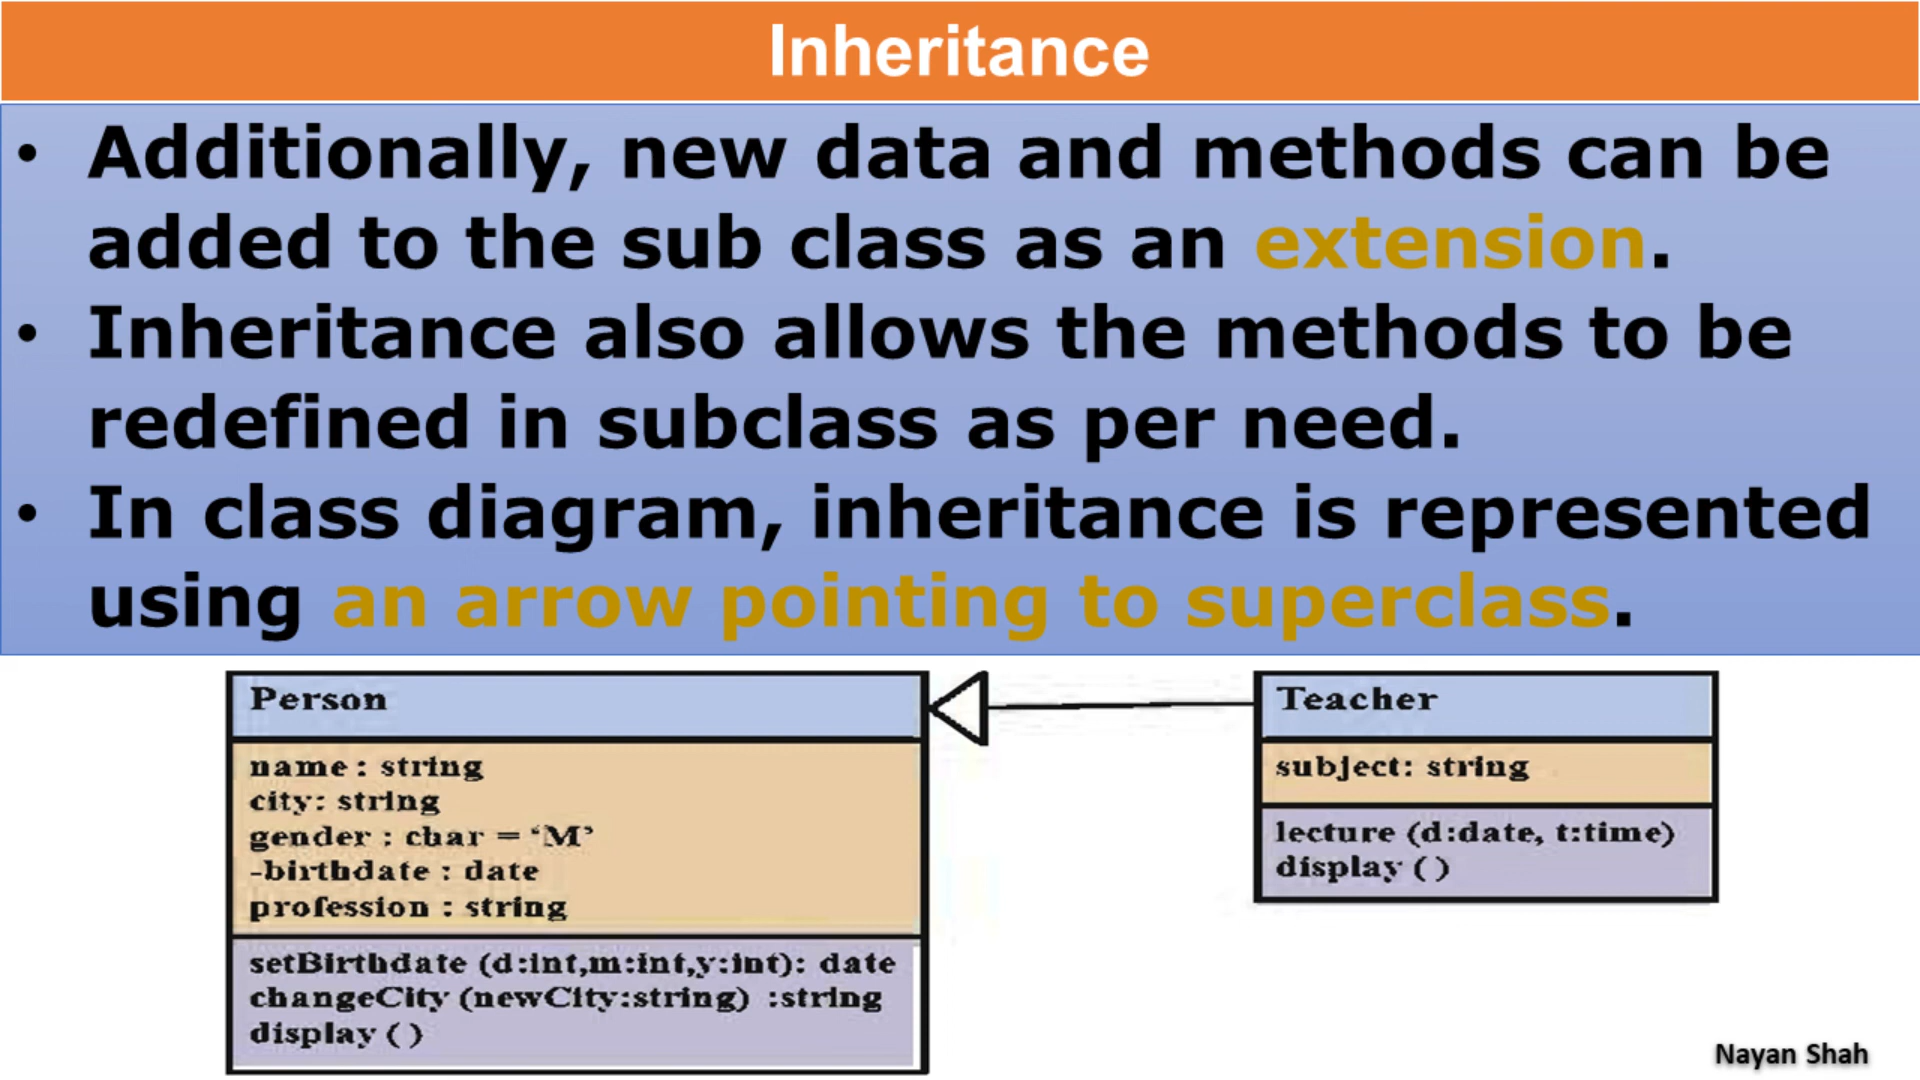 Inheritance
• Additionally, new data and methods can be
added to the sub class as an extension.
• Inheritance also allows the methods to be
redefined in subclass as per need.
• In class diagram, inheritance is represented
using an arrow pointing to superclass.
Person
name : string
city: string
gender : char = ‘M’
-birthdate : date
profession : string
setBirthdate (d:int,m:int,y:int): date
changeCity (newCity:string) :string
display ( )
Teacher
subject: string
lecture (d:date, t:time)
display ( )
Nayan Shah